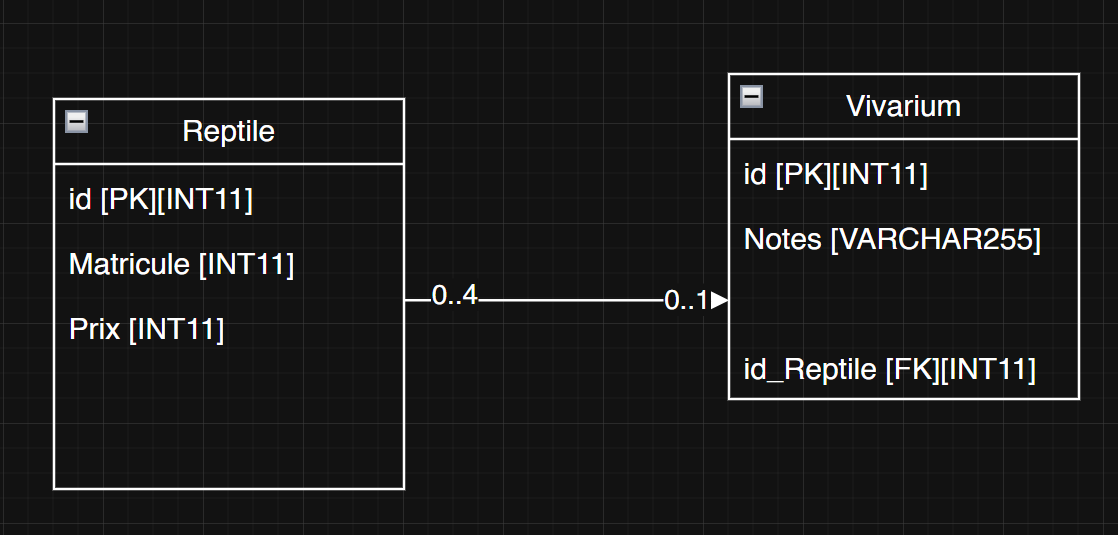 Reptile
id [PK][INT11]
Matricule [INT11]
Prix [INT11]
0..4
0..1
Vivarium
id [PK][INT11]
Notes [VARCHAR255]
id_Reptile [FK][INT11]